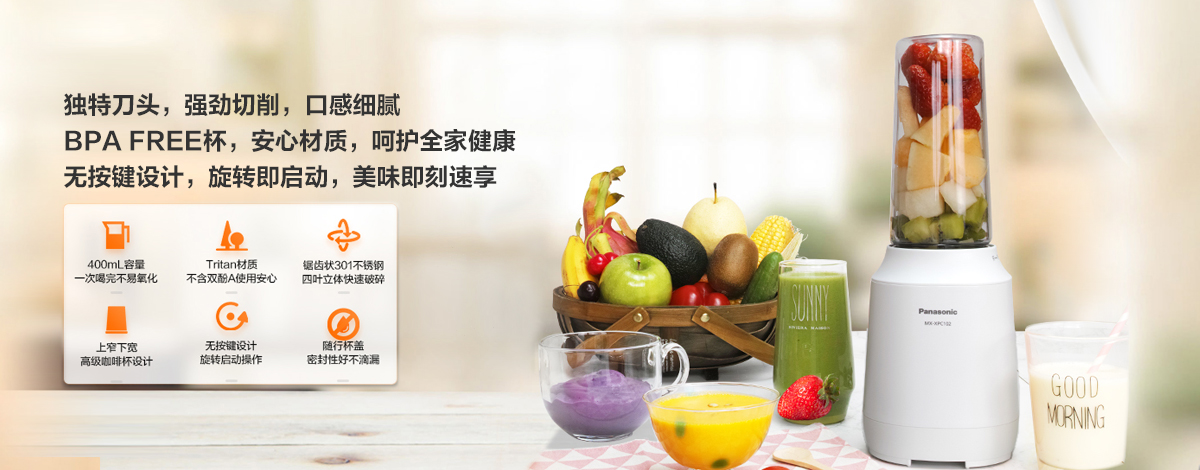 独特刀头，强劲切削，口感细腻
BPA FREE杯，安心材质，呵护全家健康
无按键设计，旋转即启动，美味即刻速享
400mL容量
一次喝完不易氧化
Tritan材质
不含双酚A使用安心
锯齿状301不锈钢
四叶立体快速破碎
上窄下宽
高级咖啡杯设计
无按键设计
旋转启动操作
随行杯盖
密封性好不滴漏
Panasonic
SUNNY
Panasonic
GOOD
MORNING